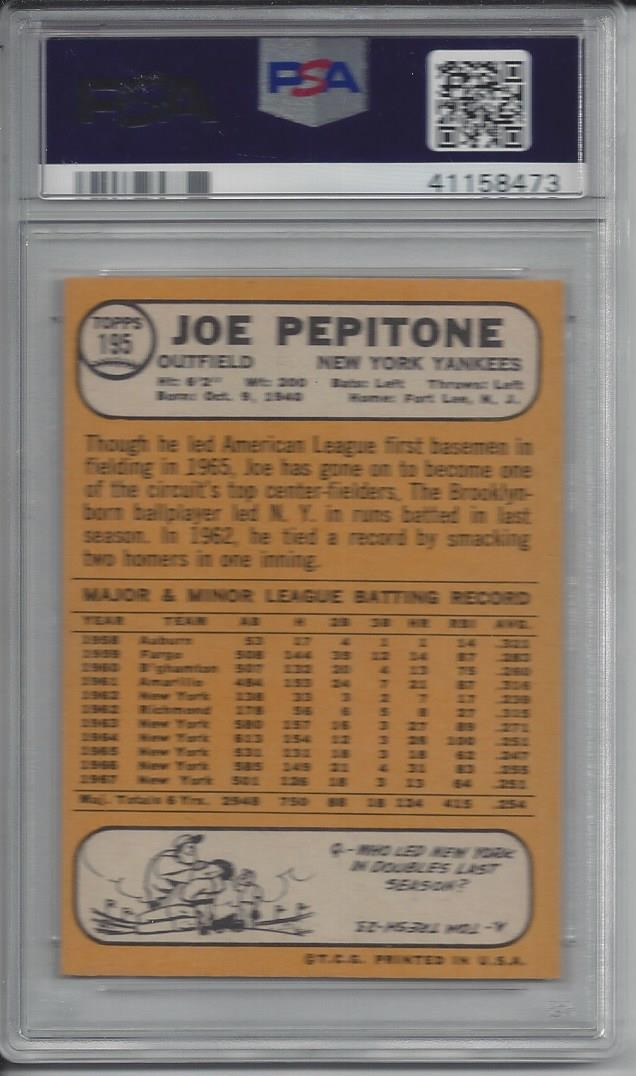 PSA
PSA
41158473
TOPPS
195
JOE PEPITONE
OUTFIELD NEW YORK YANKEES
Ht: 6'2" Wt: 200 Bats: Left Throws: Left
Born: Oct. 9, 1940 Home: Fort Lee, N. J.
Though he led American League first basemen in
fielding in 1965, Joe has gone on to become one
of the circuit's top center-fielders. The Brooklyn-
born ballplayer led N. Y. in runs batted in last
season. In 1962, he tied a record by smacking
two homers in one inning.
MAJOR & MINOR LEAGUE BATTING RECORD
YEAR TEAM AB H 2B 3B HR RBI AVG.
1958 Auburn 53 17 4 1 1 14 .321
1959 Fargo 508 144 35 12 14 87 .283
1960 B'ghamton 507 132 20 4 13 75 .260
1961 Amarillo 484 153 24 7 21 87 .316
1962 New York 138 33 3 2 7 17 .239
1962 Richmond 178 56 6 5 8 27 .315
1963 New York 580 157 16 3 27 89 .271
1964 New York 613 154 12 3 28 100 .251
1965 New York 531 131 18 3 18 62 .247
1966 New York 585 149 21 4 31 83 .255
1967 New York 501 126 18 3 13 64 .251
Maj. Totals 6 Yrs. 2948 750 88 18 124 415 .254
Q-WHO LED NEW YORK
IN DOUBLES LAST
SEASON?
A-TOM TRESH-23
©T.C.G. PRINTED IN U.S.A.